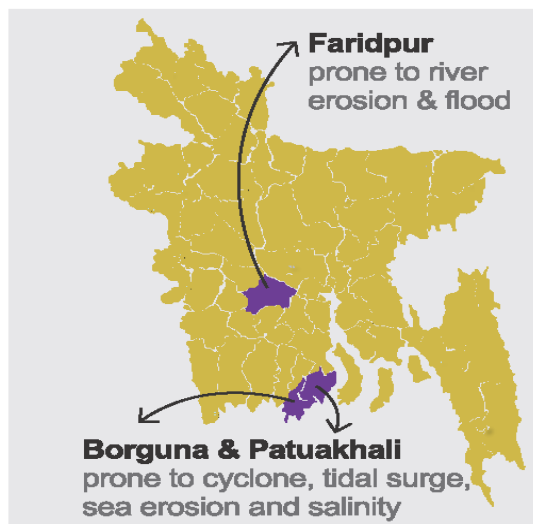 Faridpur
prone to river
erosion & flood
Borguna & Patuakhali
prone to cyclone, tidal surge,
sea erosion and salinity